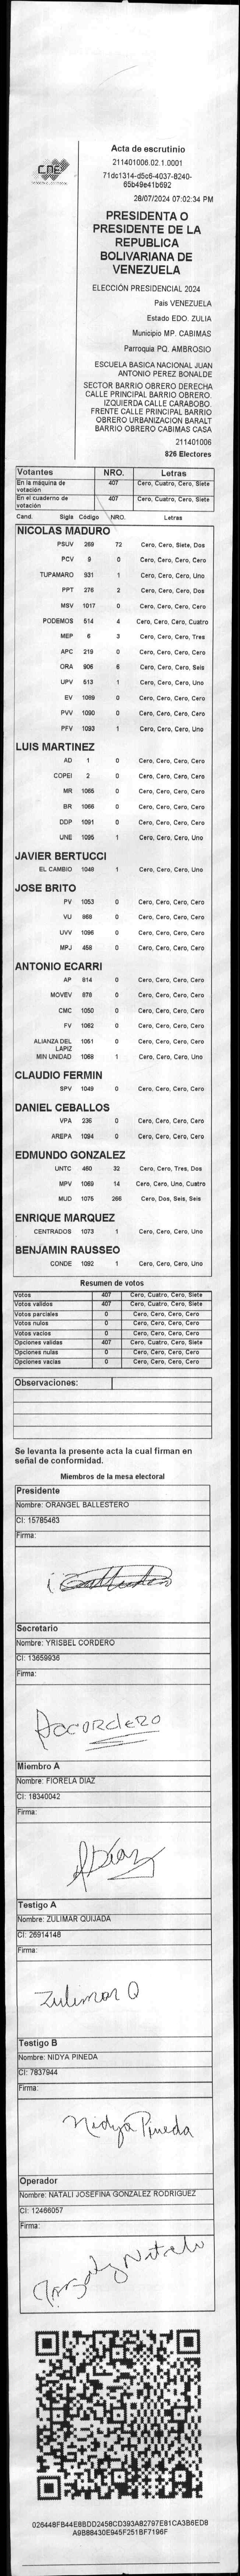 CNE
Acta de escrutinio
211401006.02.1.0001
71dc1314-d5c6-4037-8240-
65b49e41b692
28/07/2024 07:02:34 PM
PRESIDENTA O
PRESIDENTE DE LA
REPUBLICA
BOLIVARIANA DE
VENEZUELA
ELECCIÓN PRESIDENCIAL 2024
País VENEZUELA
Estado EDO. ZULIA
Municipio MP. CABIMAS
Parroquia PQ. AMBROSIO
ESCUELA BASICA NACIONAL JUAN
ANTONIO PEREZ BONALDE
SECTOR BARRIO OBRERO DERECHA
CALLE PRINCIPAL BARRIO OBRERO.
IZQUIERDA CALLE CARABOBO.
FRENTE CALLE PRINCIPAL BARRIO
OBRERO URBANIZACION BARALT
BARRIO OBRERO CABIMAS CASA
211401006
826 Electores
Votantes NRO. Letras
En la máquina de votación 407 Cero, Cuatro, Cero, Siete
En el cuaderno de votación 407 Cero, Cuatro, Cero, Siete
Cand. Sigla Código NRO. Letras
NICOLAS MADURO
PSUV 269 72 Cero, Cero, Siete, Dos
PCV 9 0 Cero, Cero, Cero, Cero
TUPAMARO 931 1 Cero, Cero, Cero, Uno
PPT 276 2 Cero, Cero, Cero, Dos
MSV 1017 0 Cero, Cero, Cero, Cero
PODEMOS 514 4 Cero, Cero, Cero, Cuatro
MEP 6 3 Cero, Cero, Cero, Tres
APC 219 0 Cero, Cero, Cero, Cero
ORA 906 6 Cero, Cero, Cero, Seis
UPV 513 1 Cero, Cero, Cero, Uno
EV 1089 0 Cero, Cero, Cero, Cero
PVV 1090 0 Cero, Cero, Cero, Cero
PFV 1093 1 Cero, Cero, Cero, Uno
LUIS MARTINEZ
AD 1 0 Cero, Cero, Cero, Cero
COPEI 2 0 Cero, Cero, Cero, Cero
MR 1065 0 Cero, Cero, Cero, Cero
BR 1066 0 Cero, Cero, Cero, Cero
DDP 1091 0 Cero, Cero, Cero, Cero
UNE 1095 1 Cero, Cero, Cero, Uno
JAVIER BERTUCCI
EL CAMBIO 1048 1 Cero, Cero, Cero, Uno
JOSE BRITO
PV 1053 0 Cero, Cero, Cero, Cero
VU 968 0 Cero, Cero, Cero, Cero
UVV 1096 0 Cero, Cero, Cero, Cero
MPJ 458 0 Cero, Cero, Cero, Cero
ANTONIO ECARRI
AP 814 0 Cero, Cero, Cero, Cero
MOVEV 878 0 Cero, Cero, Cero, Cero
CMC 1050 0 Cero, Cero, Cero, Cero
FV 1062 0 Cero, Cero, Cero, Cero
ALIANZA DEL LAPIZ 1051 0 Cero, Cero, Cero, Cero
MIN UNIDAD 1068 1 Cero, Cero, Cero, Uno
CLAUDIO FERMIN
SPV 1049 0 Cero, Cero, Cero, Cero
DANIEL CEBALLOS
VPA 236 0 Cero, Cero, Cero, Cero
AREPA 1094 0 Cero, Cero, Cero, Cero
EDMUNDO GONZALEZ
UNTC 460 32 Cero, Cero, Tres, Dos
MPV 1069 14 Cero, Cero, Uno, Cuatro
MUD 1075 266 Cero, Dos, Seis, Seis
ENRIQUE MARQUEZ
CENTRADOS 1073 1 Cero, Cero, Cero, Uno
BENJAMIN RAUSSEO
CONDE 1092 1 Cero, Cero, Cero, Uno
Resumen de votos
Votos 407 Cero, Cuatro, Cero, Siete
Votos validos 407 Cero, Cuatro, Cero, Siete
Votos parciales 0 Cero, Cero, Cero, Cero
Votos nulos 0 Cero, Cero, Cero, Cero
Votos vacios 0 Cero, Cero, Cero, Cero
Opciones validas 407 Cero, Cuatro, Cero, Siete
Opciones nulas 0 Cero, Cero, Cero, Cero
Opciones vacias 0 Cero, Cero, Cero, Cero
Observaciones:
Se levanta la presente acta la cual firman en
señal de conformidad.
Miembros de la mesa electoral
Presidente
Nombre: ORANGEL BALLESTERO
CI: 15785463
Firma:
Secretario
Nombre: YRISBEL CORDERO
CI: 13659936
Firma:
Miembro A
Nombre: FIORELA DIAZ
CI: 18340042
Firma:
Testigo A
Nombre: ZULIMAR QUIJADA
CI: 26914148
Firma:
Zulimar Q
Testigo B
Nombre: NIDYA PINEDA
CI: 7837944
Firma:
Nidya Pineda
Operador
Nombre: NATALI JOSEFINA GONZALEZ RODRIGUEZ
CI: 12466057
Firma:
026448FB44E8BDD2458CD393A82797E81CA3B6ED8
A9B88430E945F251BF7196F